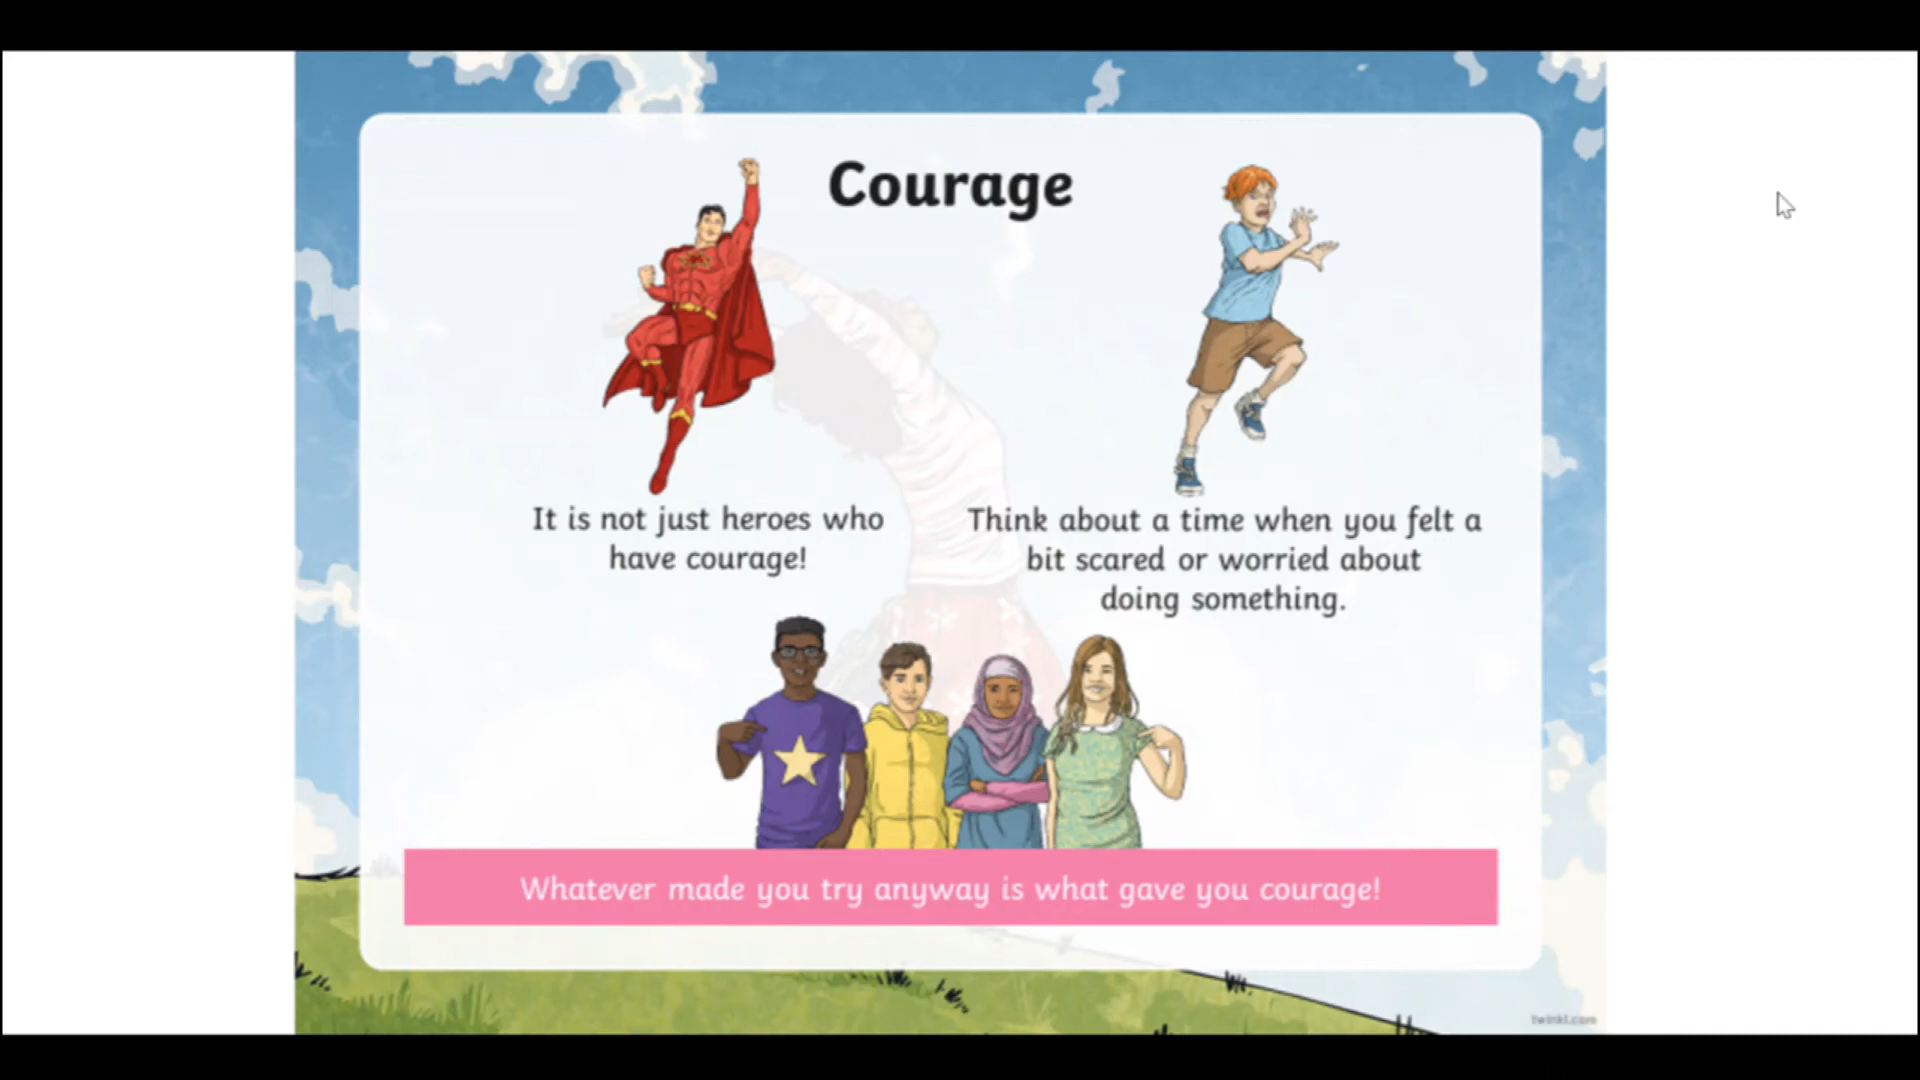 Courage
It is not just heroes who
have courage!
Think about a time when you felt a
bit scared or worried about
doing something.
Whatever made you try anyway is what gave you courage!
twinkl.com